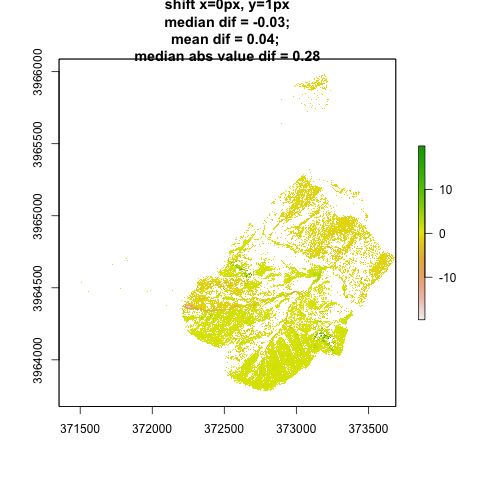 shift x=0px, y=1px
median dif = -0.03;
mean dif = 0.04;
median abs value dif = 0.28
3966000
3965500
3965000
3964500
3964000
10
0
-10
371500 372000 372500 373000 373500